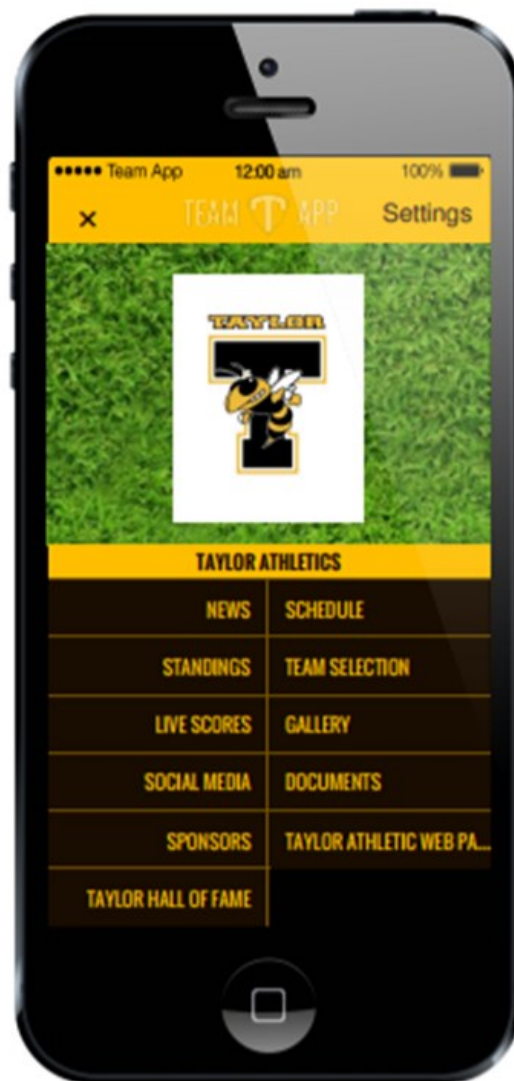 Team App 12:00 am 100%
× TEAM T APP Settings
TAYLOR
T
TAYLOR ATHLETICS
NEWS SCHEDULE
STANDINGS TEAM SELECTION
LIVE SCORES GALLERY
SOCIAL MEDIA DOCUMENTS
SPONSORS TAYLOR ATHLETIC WEB PA...
TAYLOR HALL OF FAME